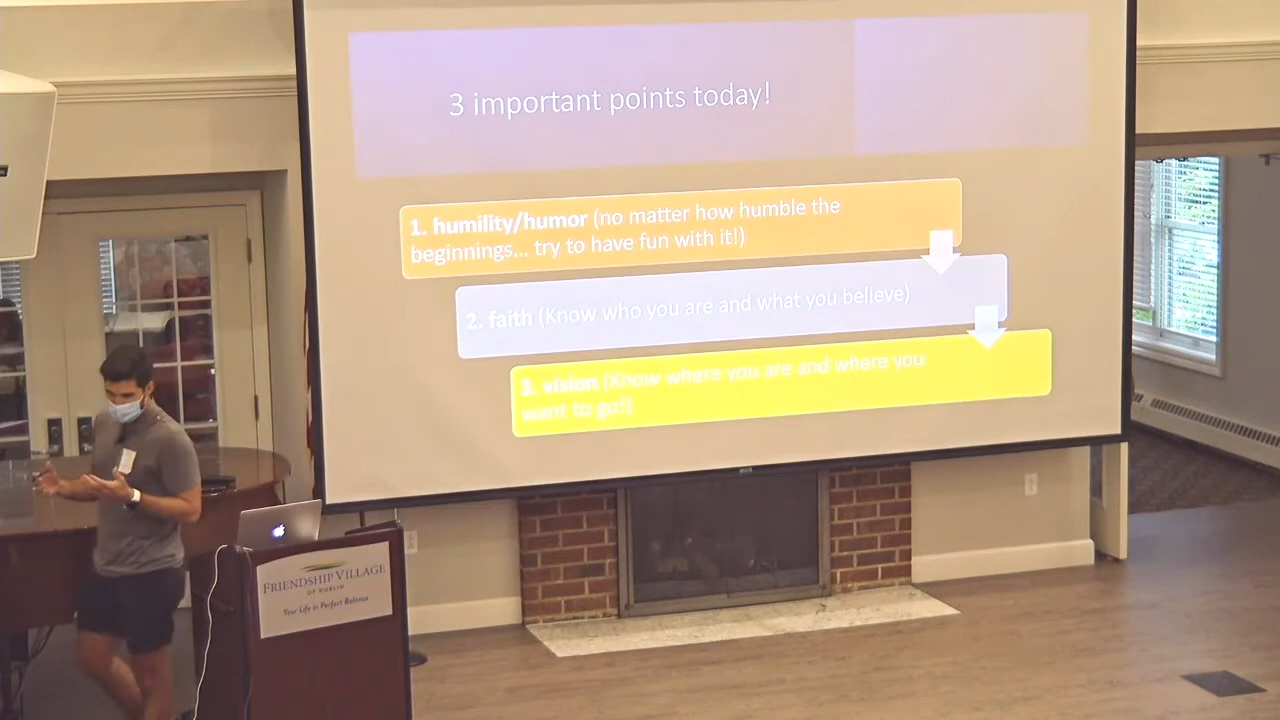 3 important points today!
1. humility/humor (no matter how humble the
beginnings... try to have fun with it!)
2. faith (Know who you are and what you believe)
3. vision (Know where you are and where you
want to go!)
FRIENDSHIP VILLAGE
OF DUBLIN
Your Life in Perfect Balance